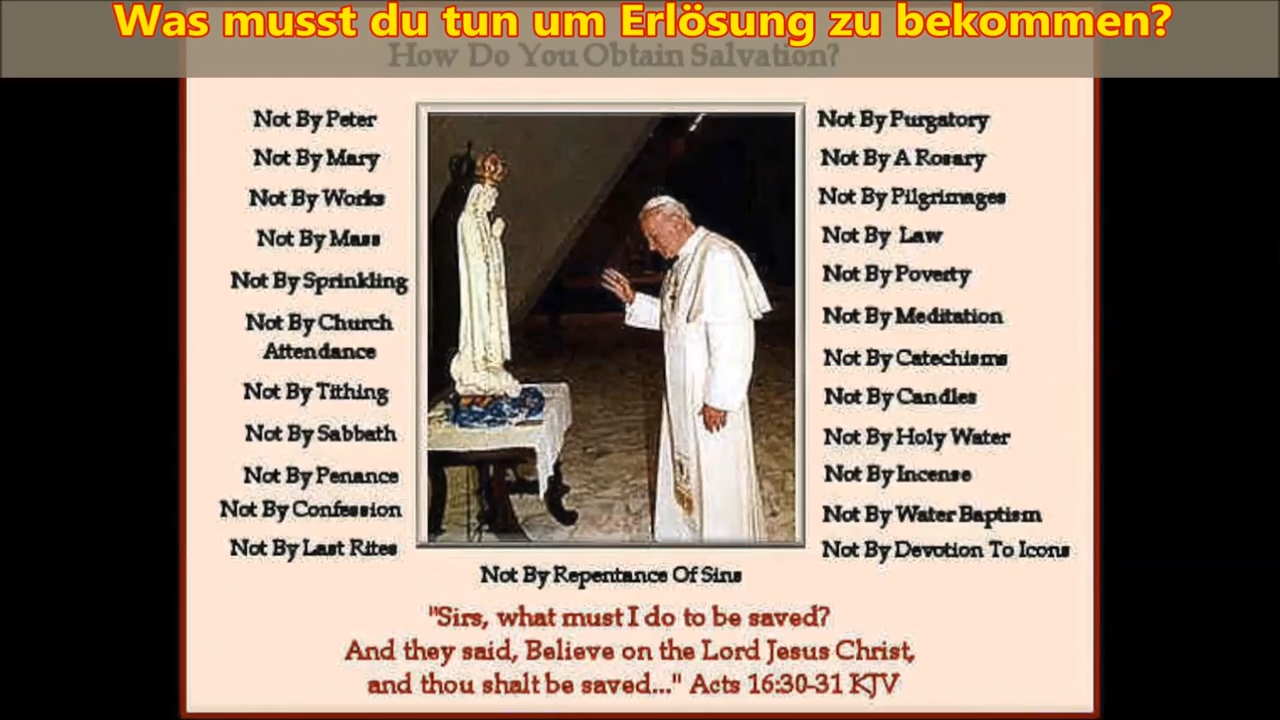 Was musst du tun um Erlösung zu bekommen?
How Do You Obtain Salvation?
Not By Peter
Not By Mary
Not By Works
Not By Mass
Not By Sprinkling
Not By Church
Attendance
Not By Tithing
Not By Sabbath
Not By Penance
Not By Confession
Not By Last Rites
Not By Purgatory
Not By A Rosary
Not By Pilgrimages
Not By Law
Not By Poverty
Not By Meditation
Not By Catechisms
Not By Candles
Not By Holy Water
Not By Incense
Not By Water Baptism
Not By Devotion To Icons
Not By Repentance Of Sins
"Sirs, what must I do to be saved?
And they said, Believe on the Lord Jesus Christ,
and thou shalt be saved..." Acts 16:30-31 KJV